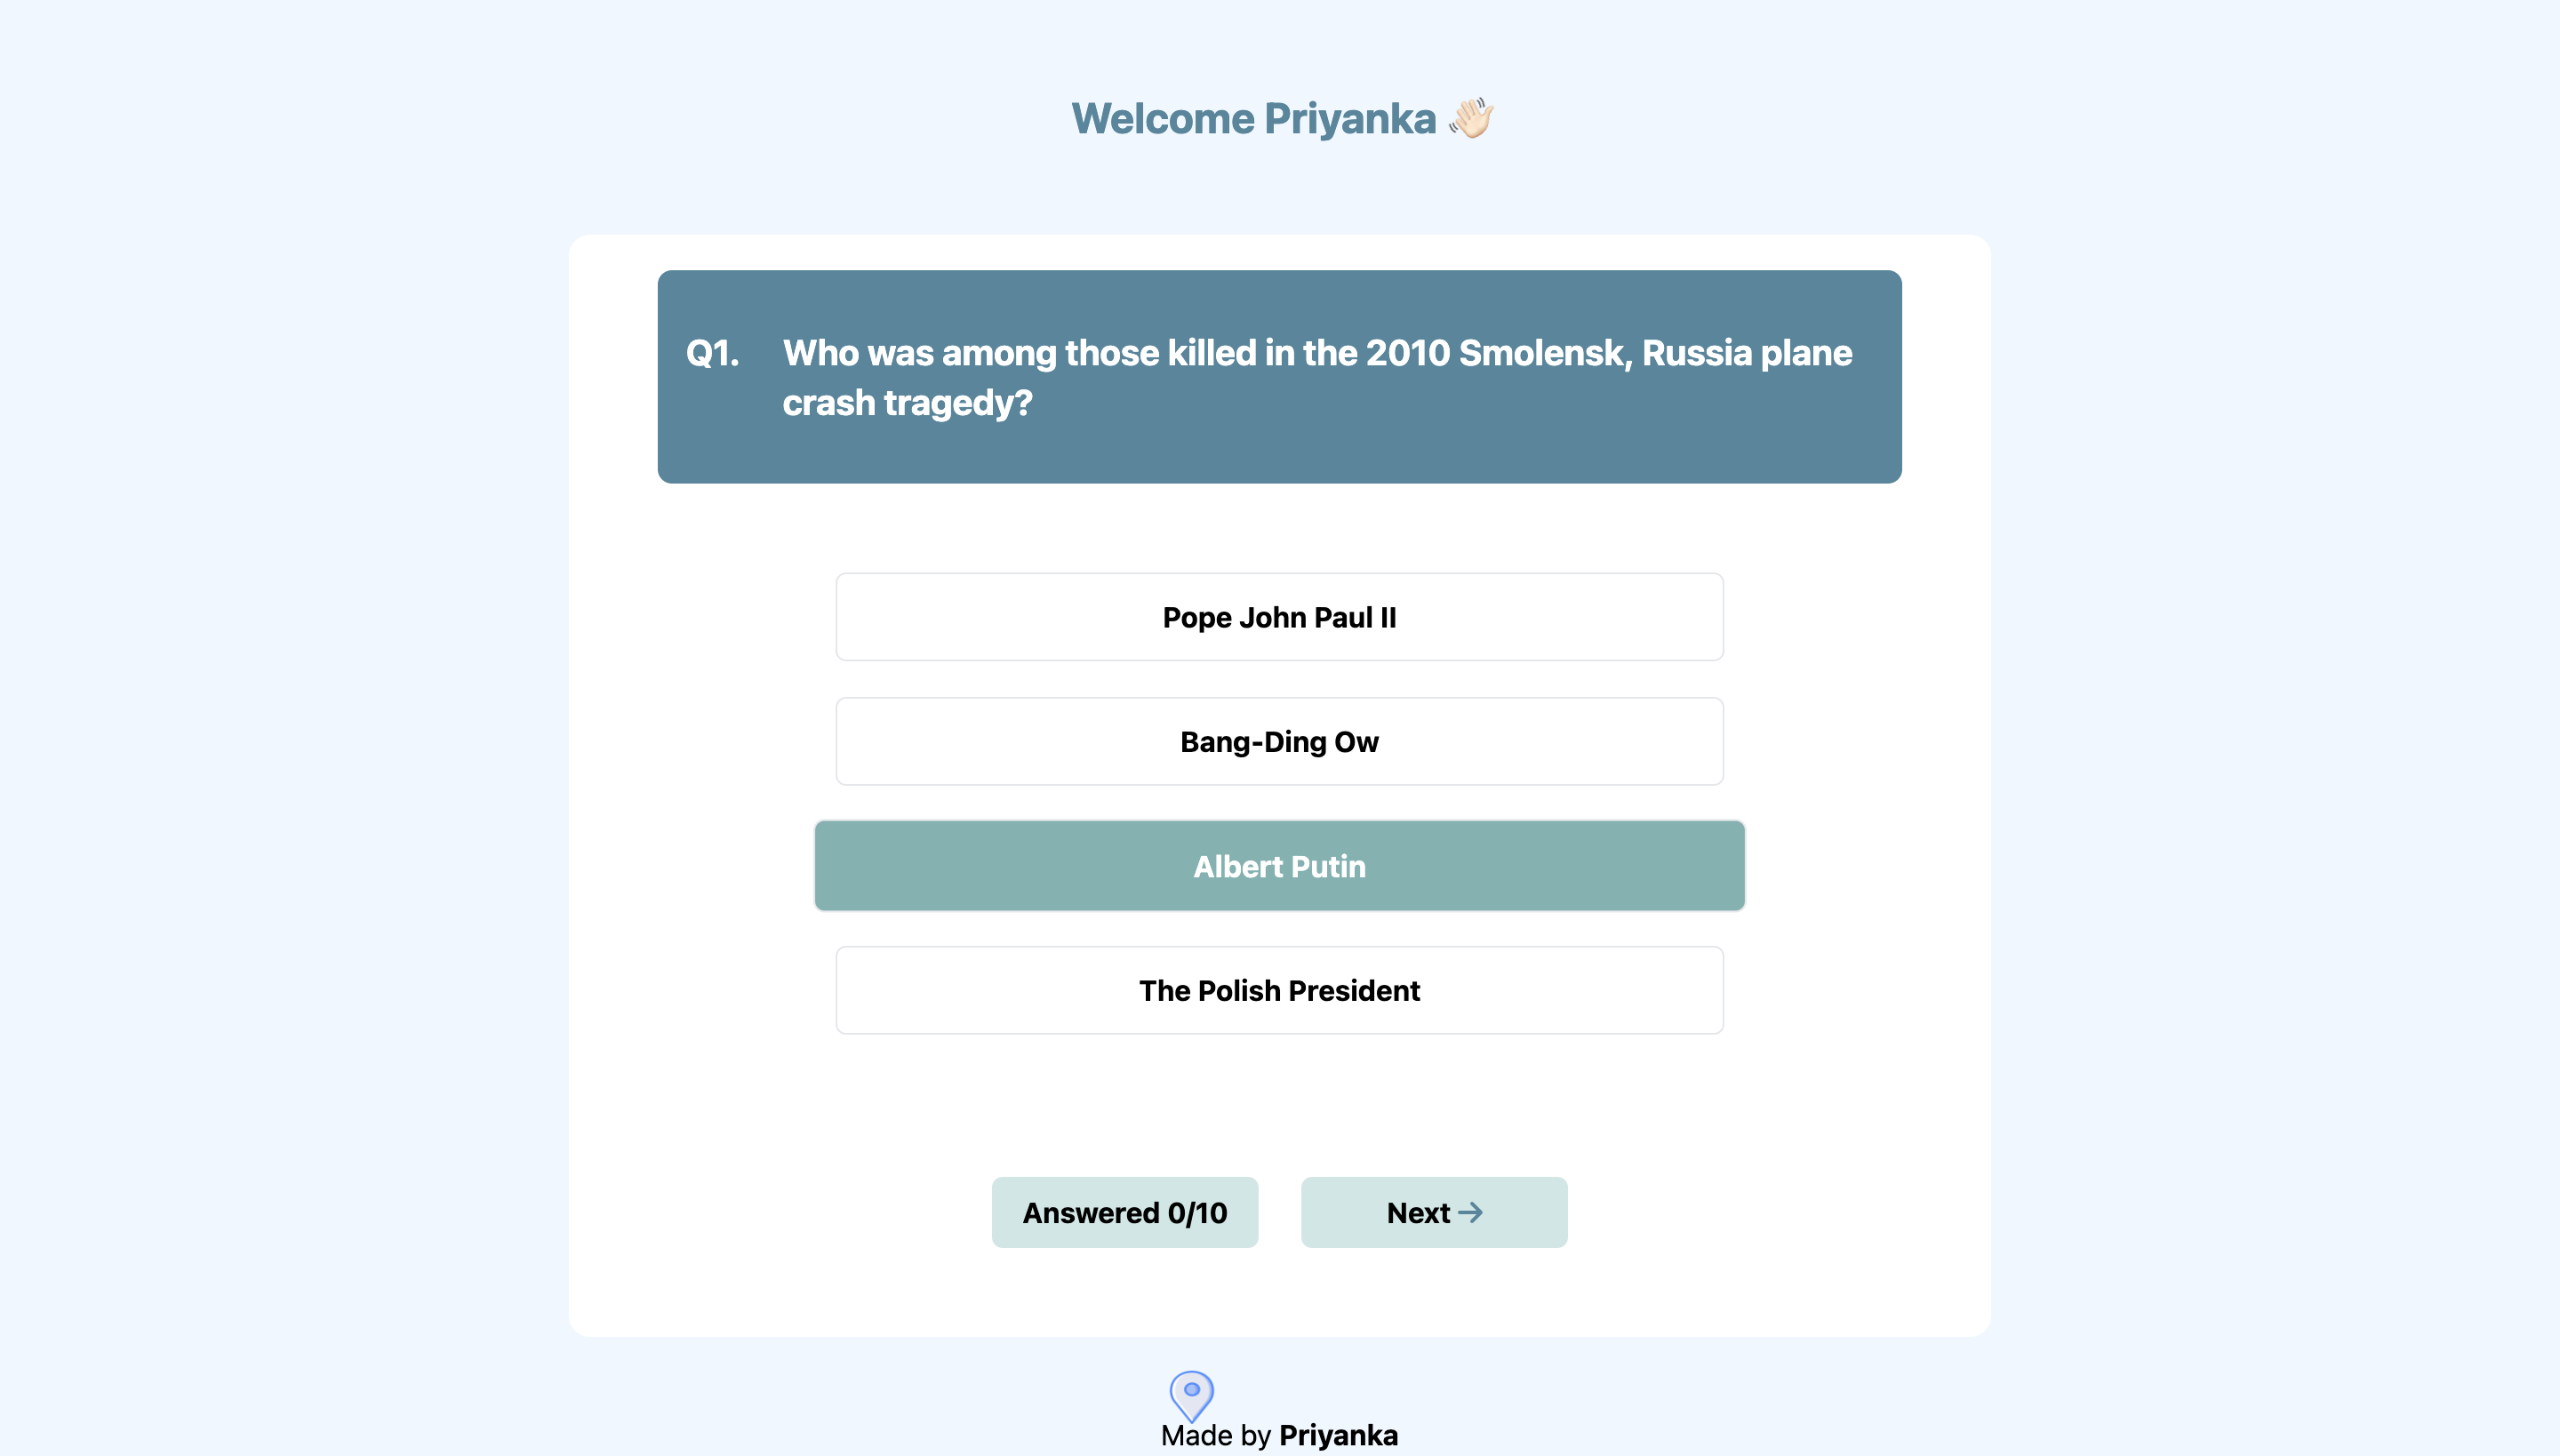 Welcome Priyanka 👋🏻
Q1. Who was among those killed in the 2010 Smolensk, Russia plane
crash tragedy?
Pope John Paul II
Bang-Ding Ow
Albert Putin
The Polish President
Answered 0/10
Next →
Made by Priyanka